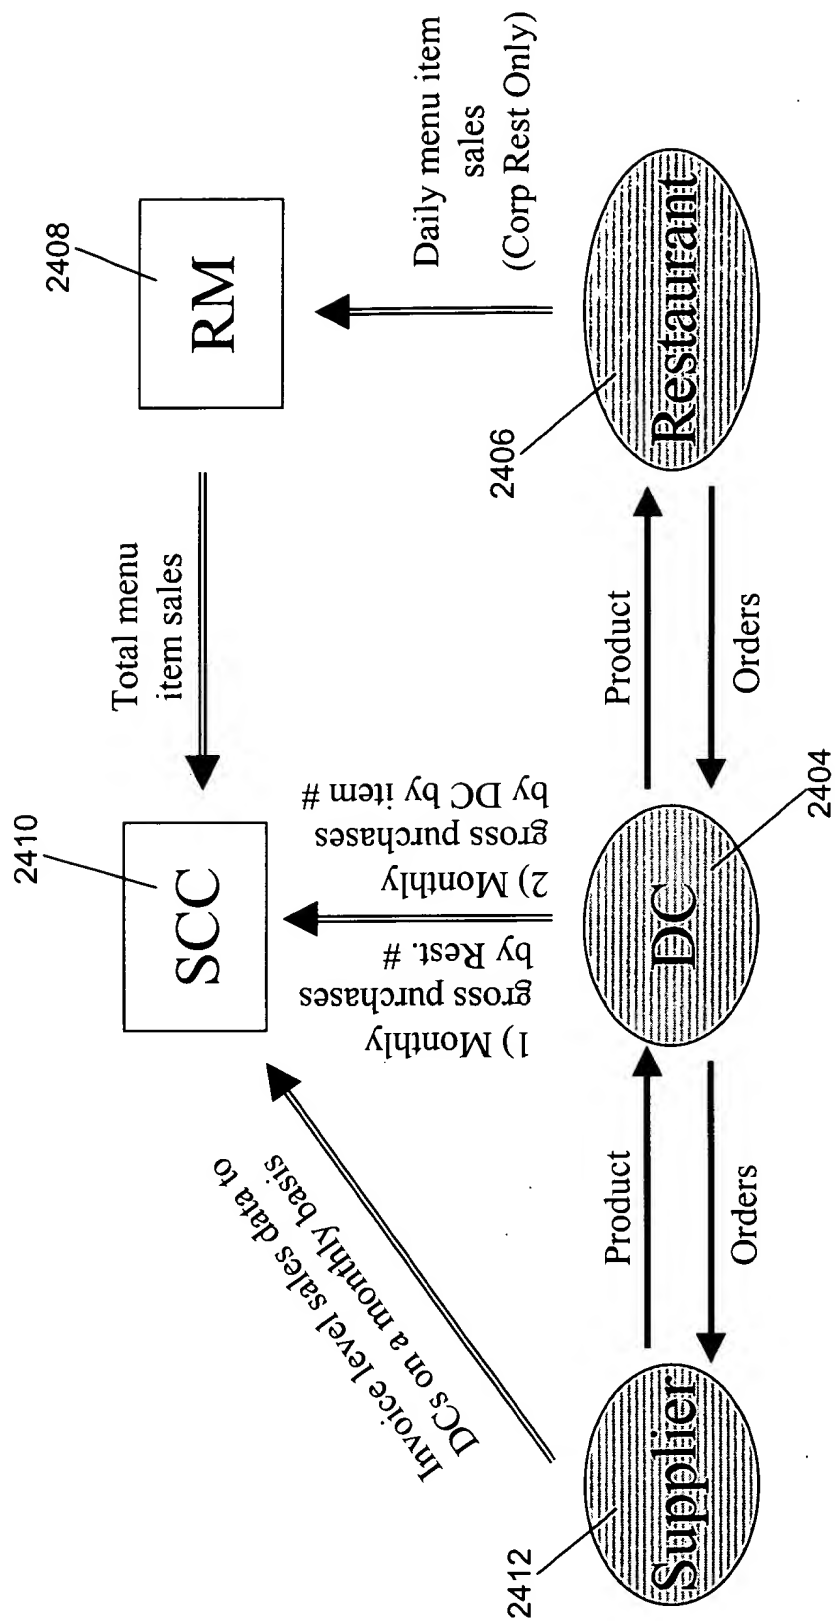 2410
SCC
Total menu
item sales
2408
RM
Invoice level sales data to
DCs on a monthly basis
1) Monthly
gross purchases
by Rest. #
2) Monthly
gross purchases
by DC by item #
Daily menu item
sales
(Corp Rest Only)
2412
Supplier
Product
Orders
DC
2404
Product
Orders
2406
Restaurant